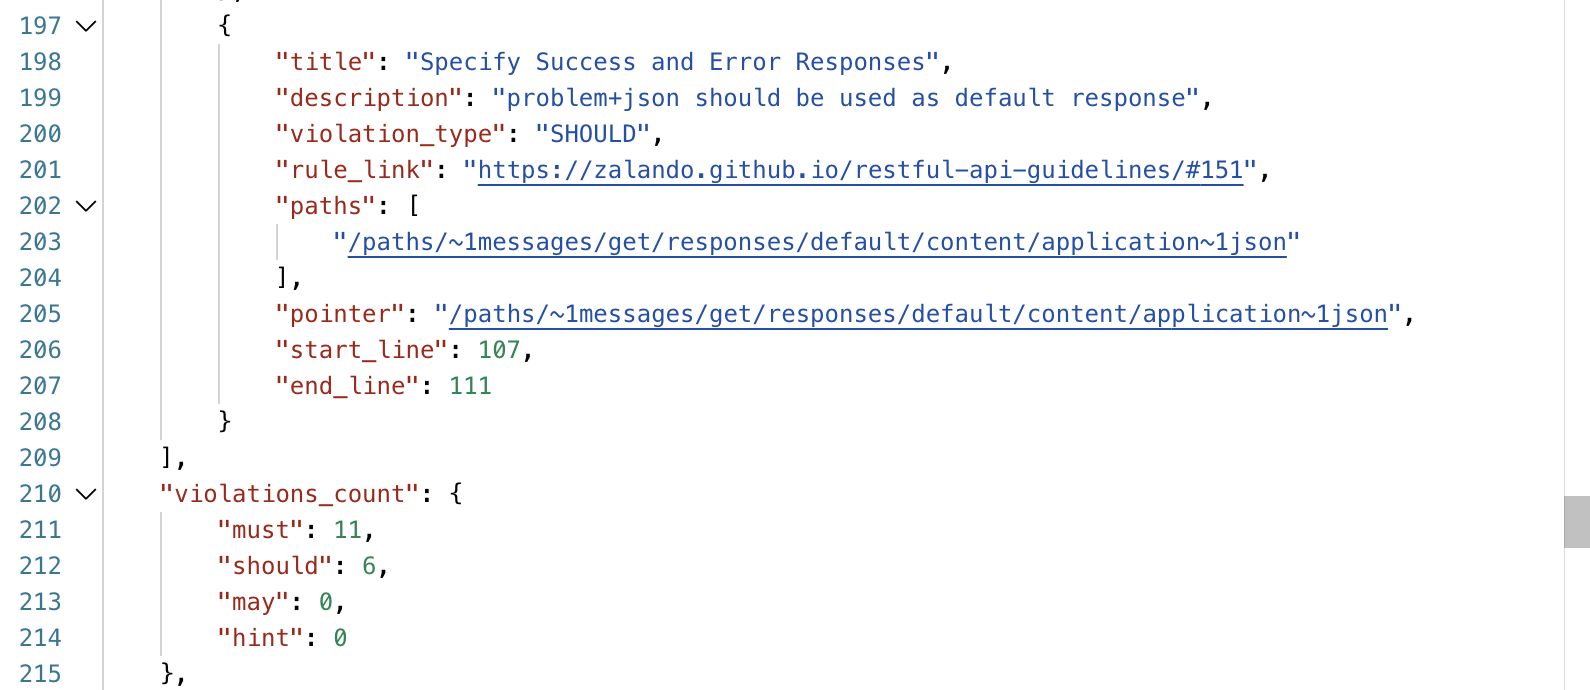 197 {
198 "title": "Specify Success and Error Responses",
199 "description": "problem+json should be used as default response",
200 "violation_type": "SHOULD",
201 "rule_link": "https://zalando.github.io/restful-api-guidelines/#151",
202 "paths": [
203 "/paths/~1messages/get/responses/default/content/application~1json"
204 ],
205 "pointer": "/paths/~1messages/get/responses/default/content/application~1json",
206 "start_line": 107,
207 "end_line": 111
208 }
209 ],
210 "violations_count": {
211 "must": 11,
212 "should": 6,
213 "may": 0,
214 "hint": 0
215 },